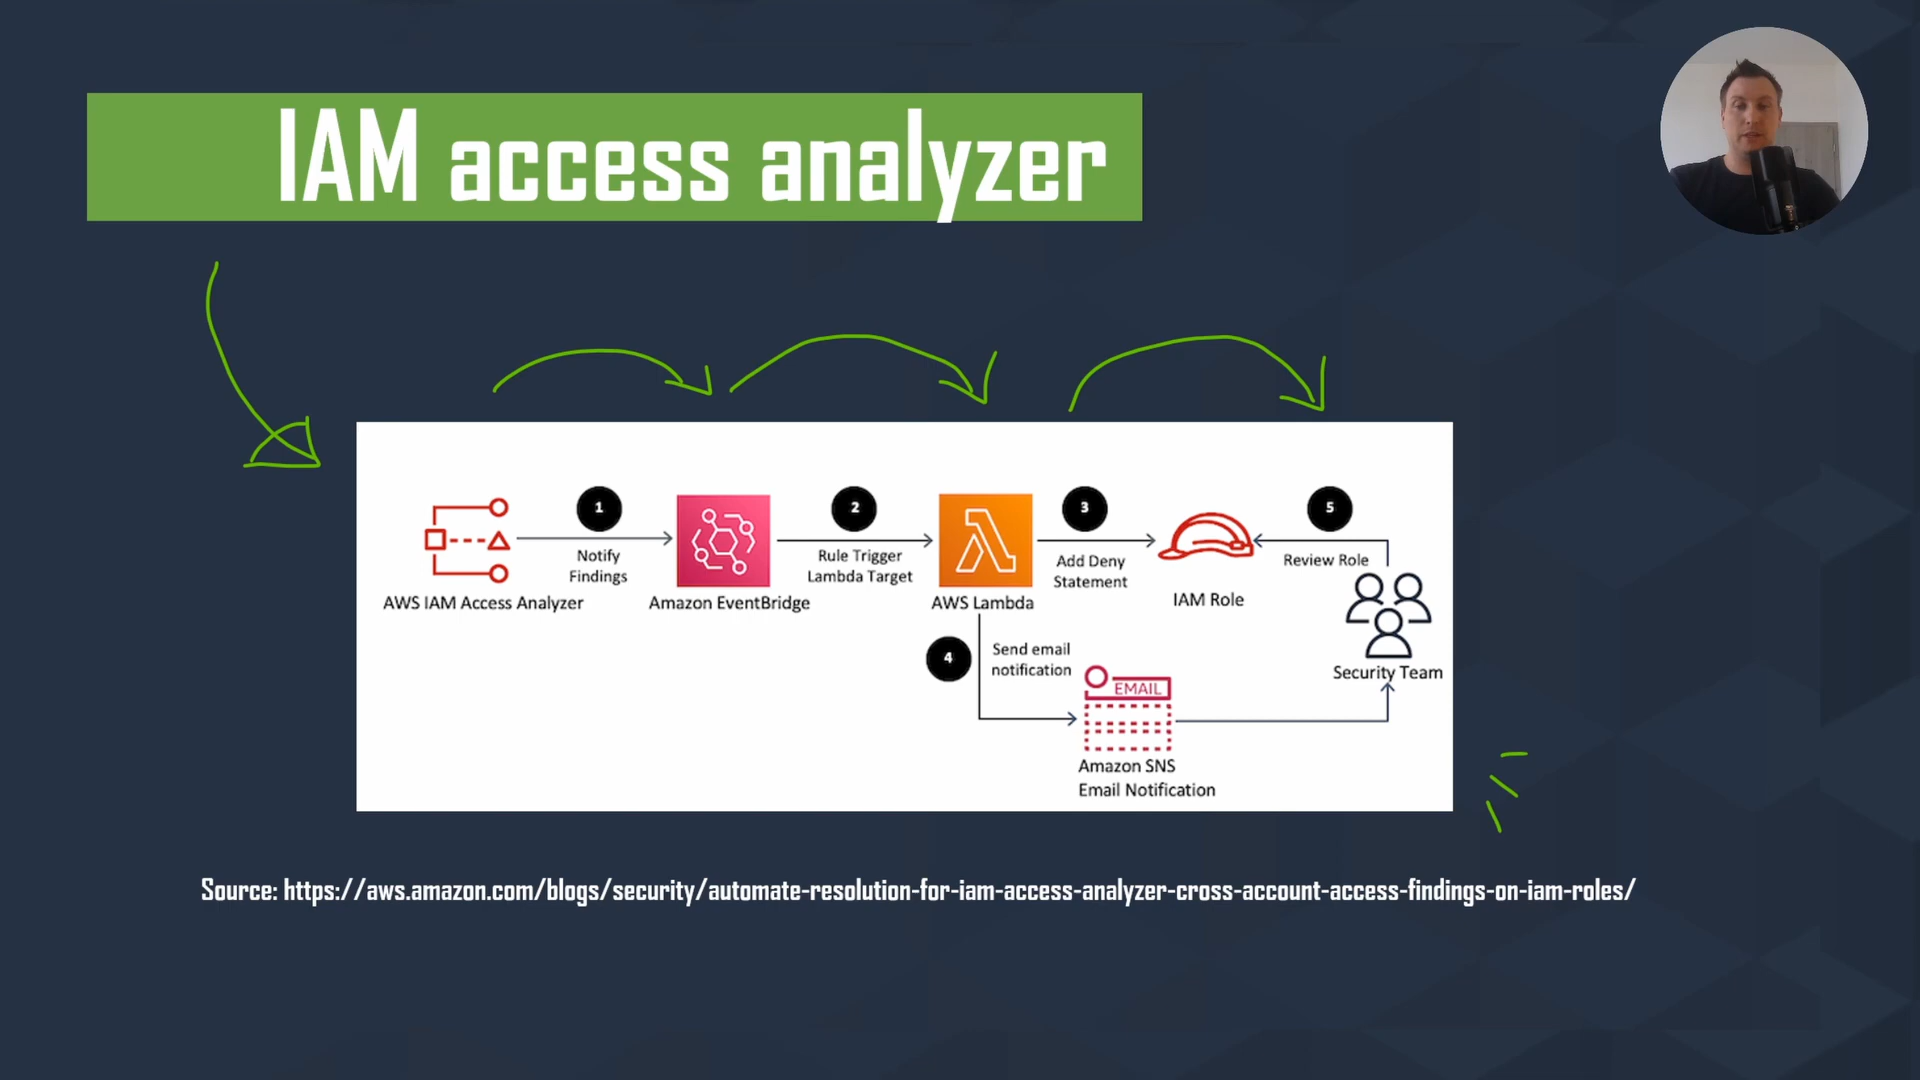 IAM access analyzer
1
2
3
5
Notify
Findings
Rule Trigger
Lambda Target
Add Deny
Statement
Review Role
AWS IAM Access Analyzer
Amazon EventBridge
AWS Lambda
IAM Role
4
Send email
notification
EMAIL
Security Team
Amazon SNS
Email Notification
Source: https://aws.amazon.com/blogs/security/automate-resolution-for-iam-access-analyzer-cross-account-access-findings-on-iam-roles/